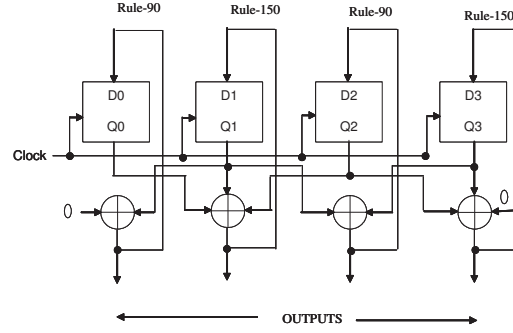 Rule-90
Rule-150
Rule-90
Rule-150
D0
D1
D2
D3
Q0
Q1
Q2
Q3
Clock
0
0
OUTPUTS